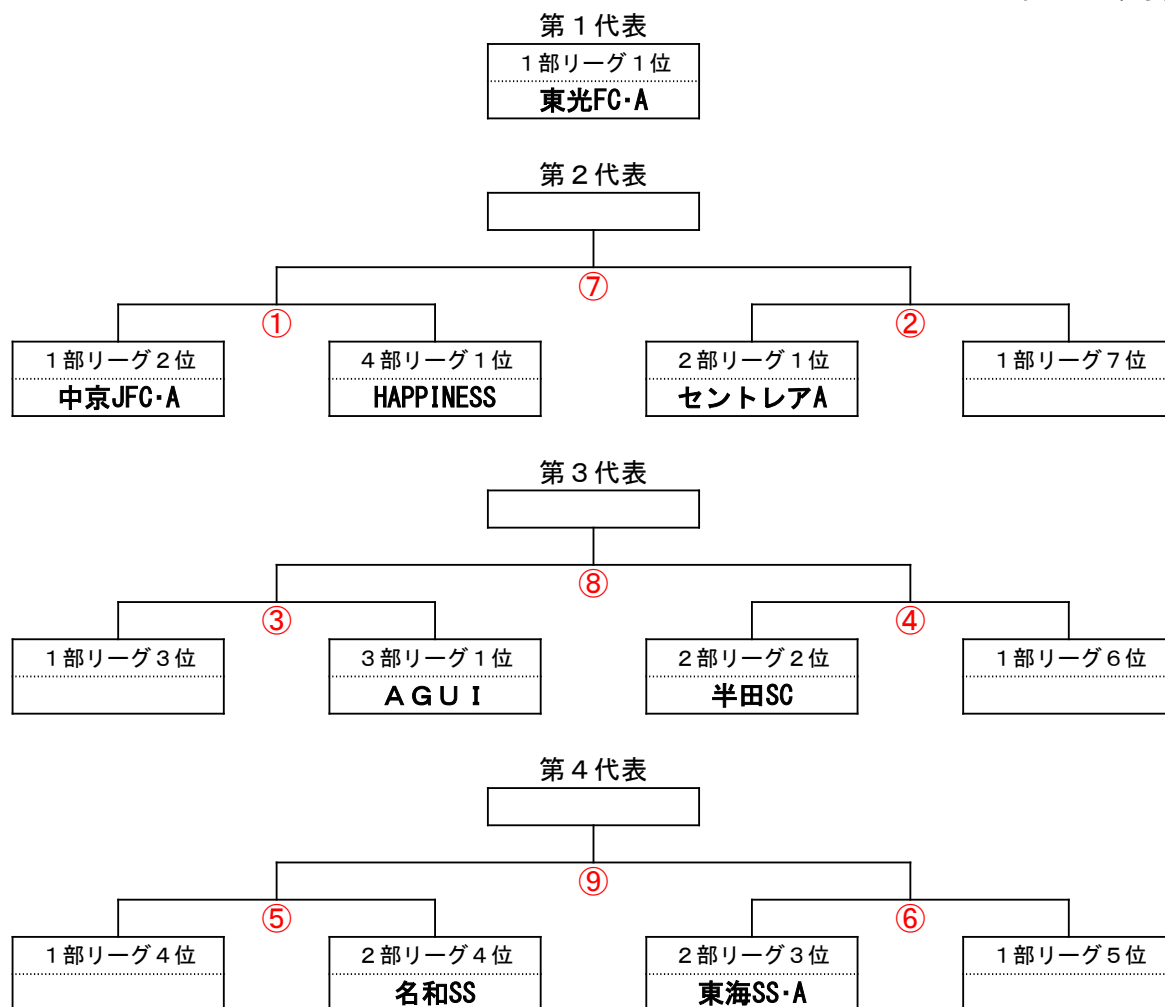 第１代表
１部リーグ１位
東光FC･A
第２代表
⑦
① ②
１部リーグ２位 ４部リーグ１位 ２部リーグ１位 １部リーグ７位
中京JFC･A HAPPINESS セントレアA
第３代表
⑧
③ ④
１部リーグ３位 ３部リーグ１位 ２部リーグ２位 １部リーグ６位
ＡＧＵＩ 半田SC
第４代表
⑨
⑤ ⑥
１部リーグ４位 ２部リーグ４位 ２部リーグ３位 １部リーグ５位
名和SS 東海SS･A